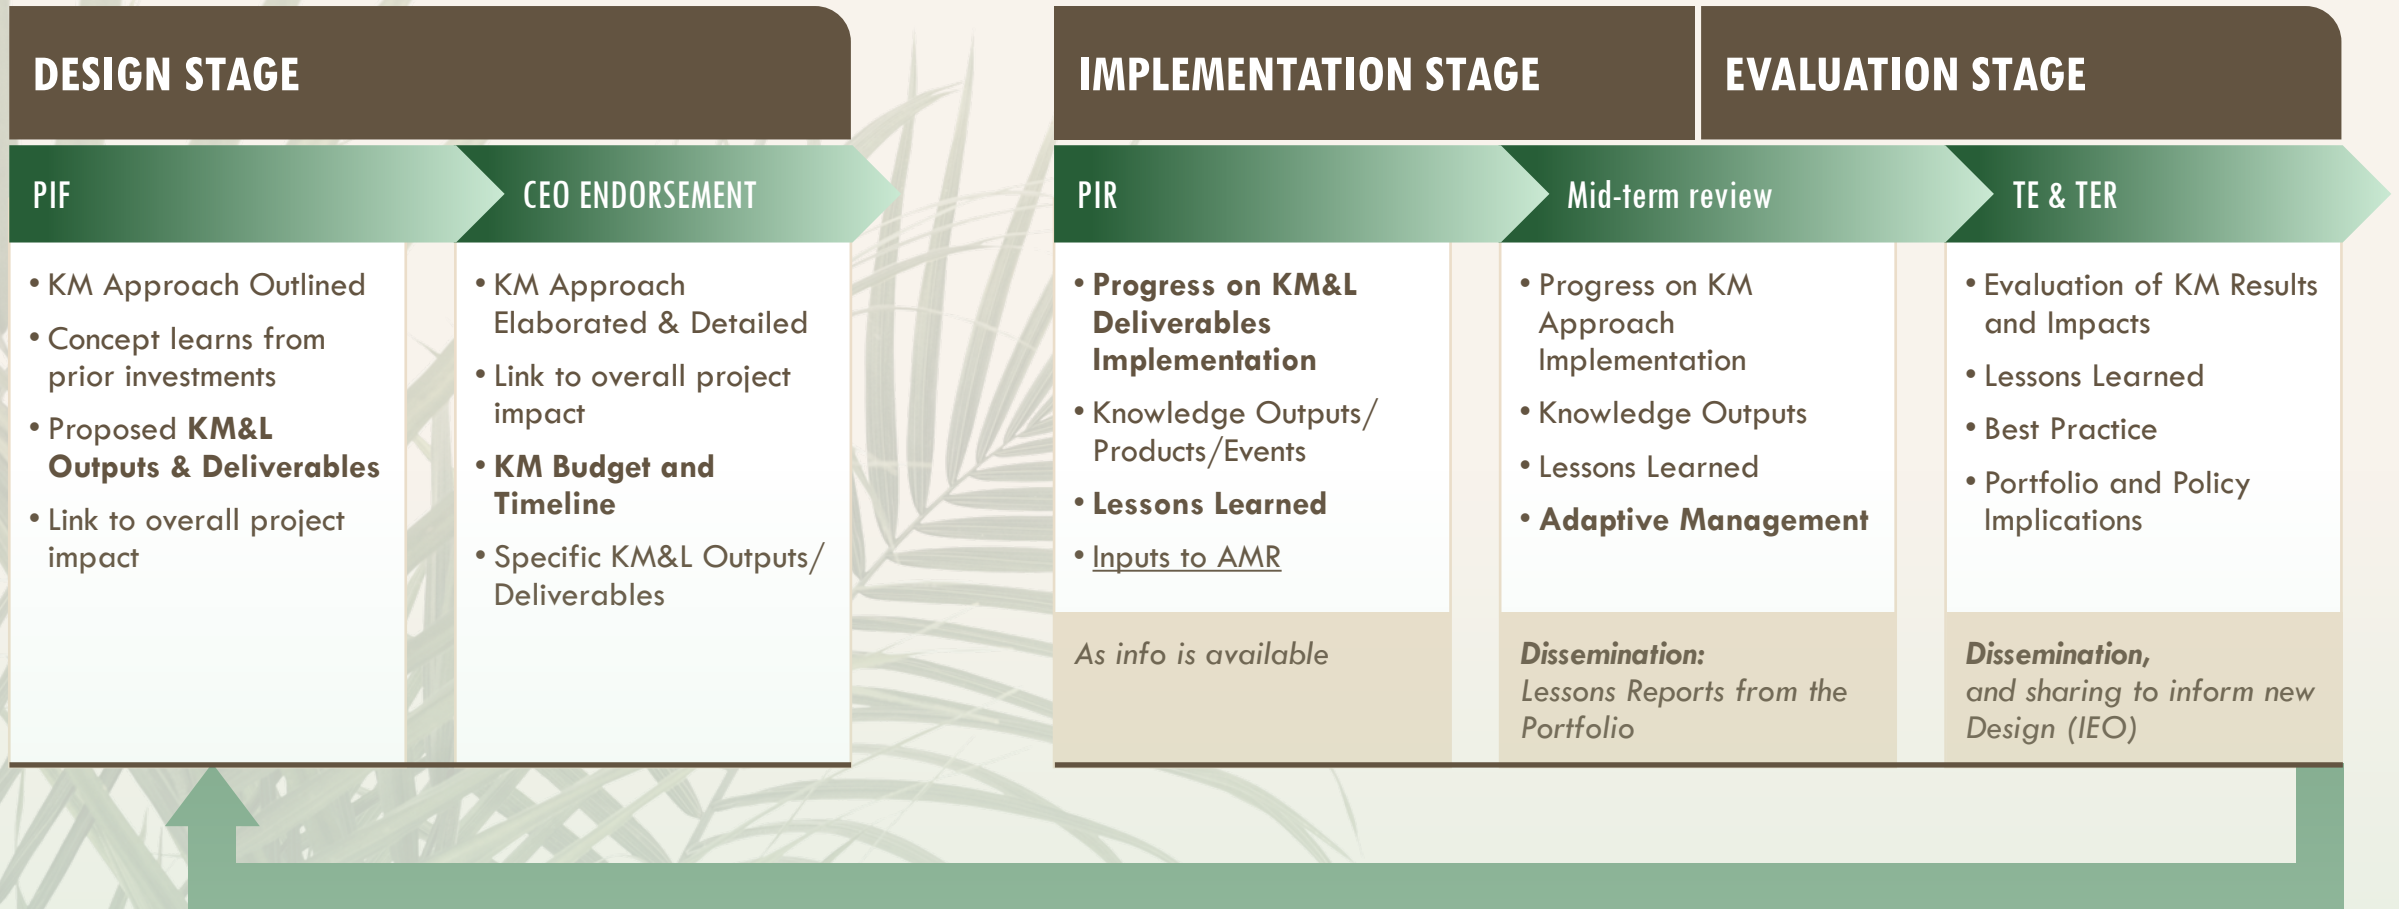 DESIGN STAGE
PIF
• KM Approach Outlined
• Concept learns from
prior investments
• Proposed KM&L
Outputs & Deliverables
• Link to overall project
impact
CEO ENDORSEMENT
• KM Approach
Elaborated & Detailed
• Link to overall project
impact
• KM Budget and
Timeline
• Specific KM&L Outputs/
Deliverables
IMPLEMENTATION STAGE
EVALUATION STAGE
PIR
• Progress on KM&L
Deliverables
Implementation
• Knowledge Outputs/
Products/Events
• Lessons Learned
• Inputs to AMR
As info is available
Mid-term review
• Progress on KM
Approach
Implementation
• Knowledge Outputs
• Lessons Learned
• Adaptive Management
Dissemination:
Lessons Reports from the
Portfolio
TE & TER
• Evaluation of KM Results
and Impacts
• Lessons Learned
• Best Practice
• Portfolio and Policy
Implications
Dissemination,
and sharing to inform new
Design (IEO)